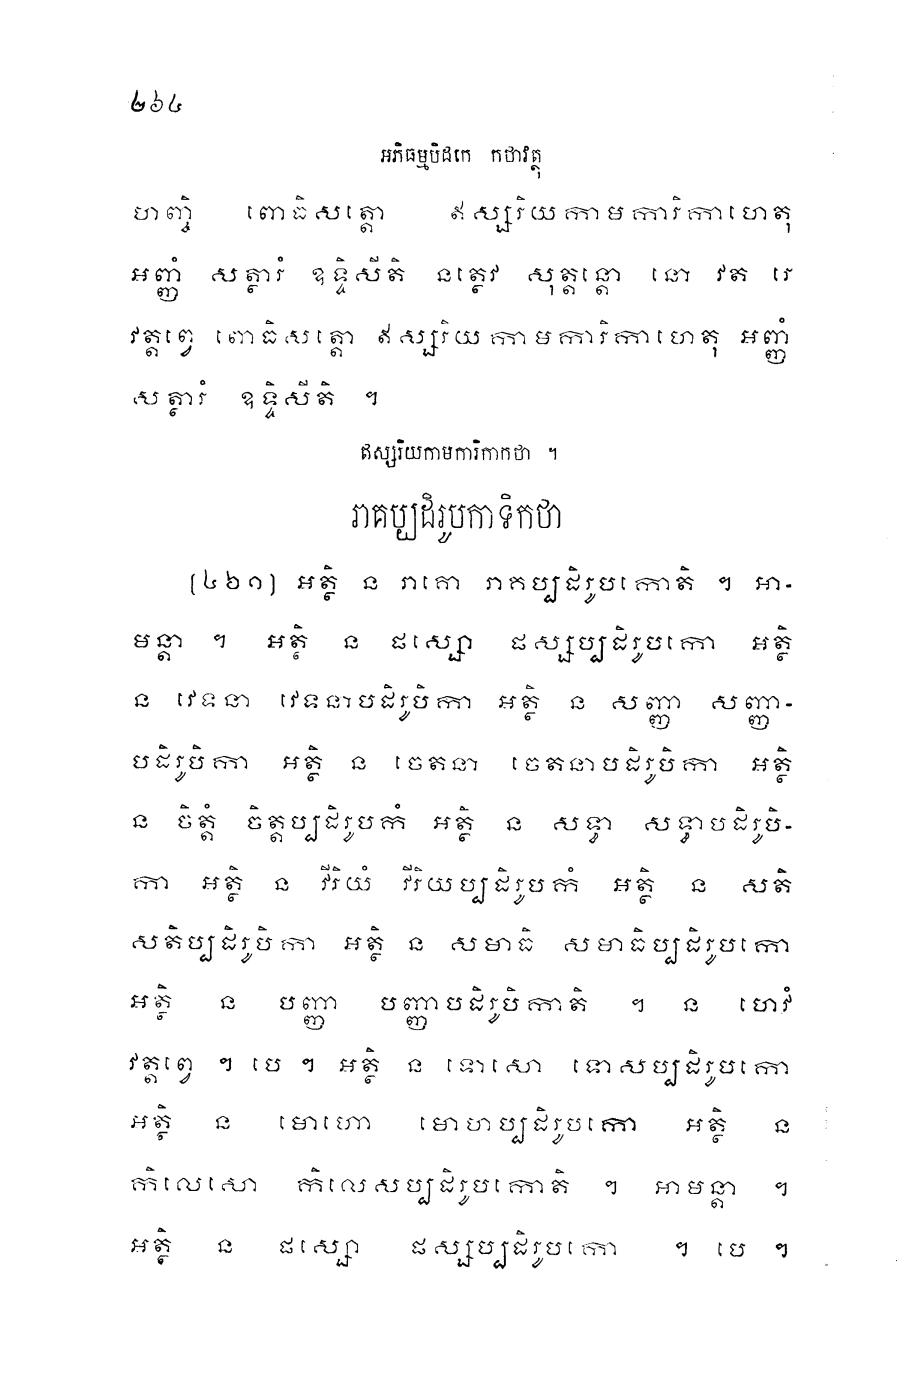 ២៦៤
អភិធម្មបិដកេ កថាវត្ថុ
ហញ្ចិ ពោធិសត្តោ ឥស្សរិយកាមការិកាហេតុ
អញ្ញំ សត្ថារំ ឧទ្ទិសីតិ នត្ថេវ សុត្តន្តោ នោ វត រេ
វត្តព្វេ ពោធិសត្តោ ឥស្សរិយកាមការិកាហេតុ អញ្ញំ
សត្ថារំ ឧទ្ទិសីតិ ។
ឥស្សរិយកាមការិកាកថា ។
រាគប្បដិរូបកាទិកថា
[៤៦១] អត្ថិ ន រាគោ រាគប្បដិរូបកោតិ ។ អា-
មន្តា ។ អត្ថិ ន ផស្សោ ផស្សប្បដិរូបកោ អត្ថិ
ន វេទនា វេទនាបដិរូបិកា អត្ថិ ន សញ្ញា សញ្ញា-
បដិរូបិកា អត្ថិ ន ចេតនា ចេតនាបដិរូបិកា អត្ថិ
ន ចិត្តំ ចិត្តប្បដិរូបកំ អត្ថិ ន សទ្ធា សទ្ធាបដិរូបិ-
កា អត្ថិ ន វីរិយំ វីរិយប្បដិរូបកំ អត្ថិ ន សតិ
សតិប្បដិរូបិកា អត្ថិ ន សមាធិ សមាធិប្បដិរូបកោ
អត្ថិ ន បញ្ញា បញ្ញាបដិរូបិកាតិ ។ ន ហេវំ
វត្តព្វេ ។ បេ ។ អត្ថិ ន ទោសោ ទោសប្បដិរូបកោ
អត្ថិ ន មោហោ មោហប្បដិរូបកោ អត្ថិ ន
កិលេសោ កិលេសប្បដិរូបកោតិ ។ អាមន្តា ។
អត្ថិ ន ផស្សោ ផស្សប្បដិរូបកោ ។ បេ ។